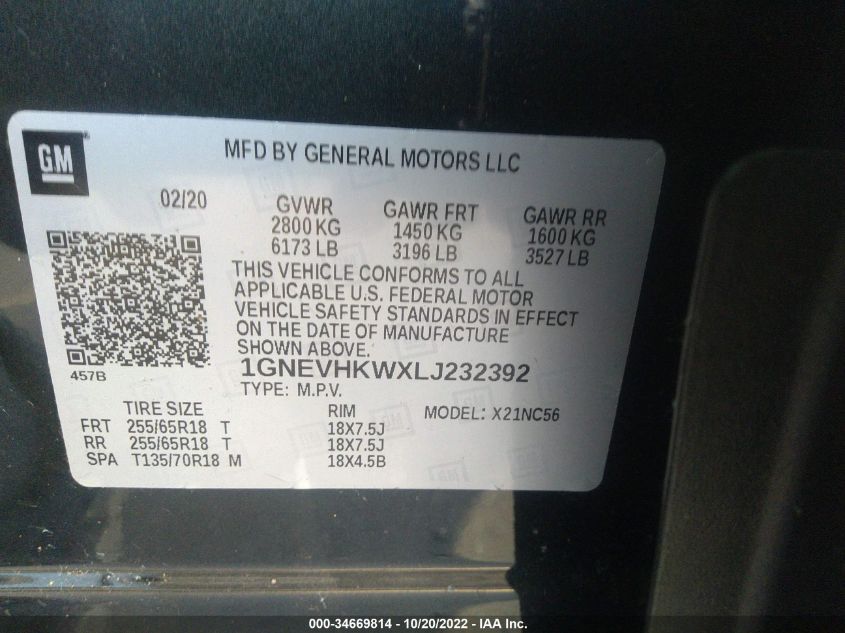 GM
MFD BY GENERAL MOTORS LLC
02/20
GVWR
2800 KG
6173 LB
GAWR FRT
1450 KG
3196 LB
GAWR RR
1600 KG
3527 LB
THIS VEHICLE CONFORMS TO ALL
APPLICABLE U.S. FEDERAL MOTOR
VEHICLE SAFETY STANDARDS IN EFFECT
ON THE DATE OF MANUFACTURE
SHOWN ABOVE.
457B
1GNEVHKWXLJ232392
TYPE: M.P.V.
TIRE SIZE RIM MODEL: X21NC56
FRT 255/65R18 T 18X7.5J
RR 255/65R18 T 18X7.5J
SPA T135/70R18 M 18X4.5B
000-34669814 - 10/20/2022 - IAA Inc.